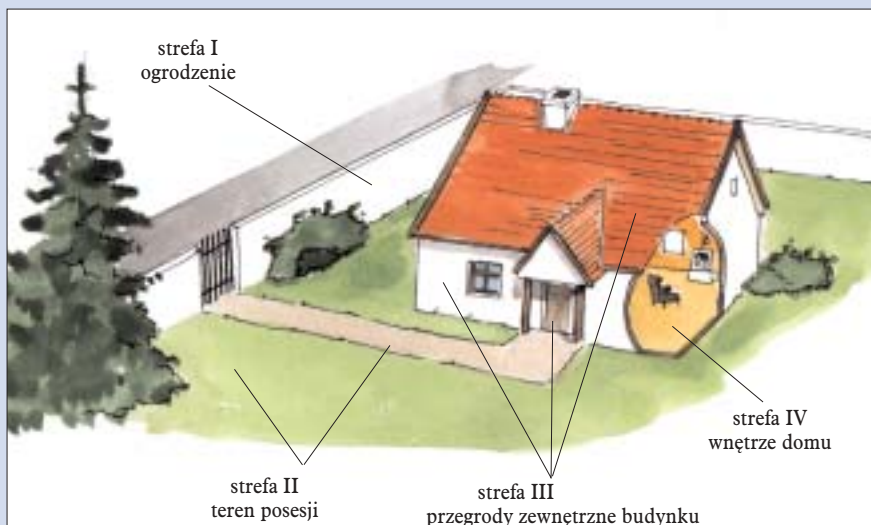 strefa I
ogrodzenie
strefa IV
wnętrze domu
strefa II
teren posesji
strefa III
przegrody zewnętrzne budynku